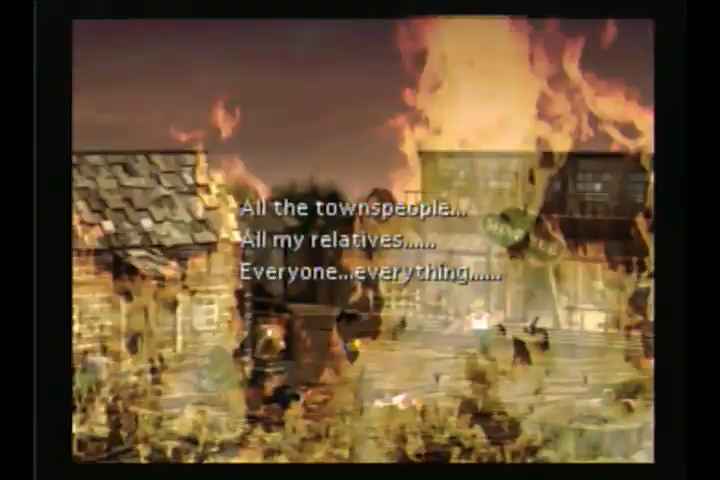 All the townspeople...
All my relatives......
Everyone...everything......